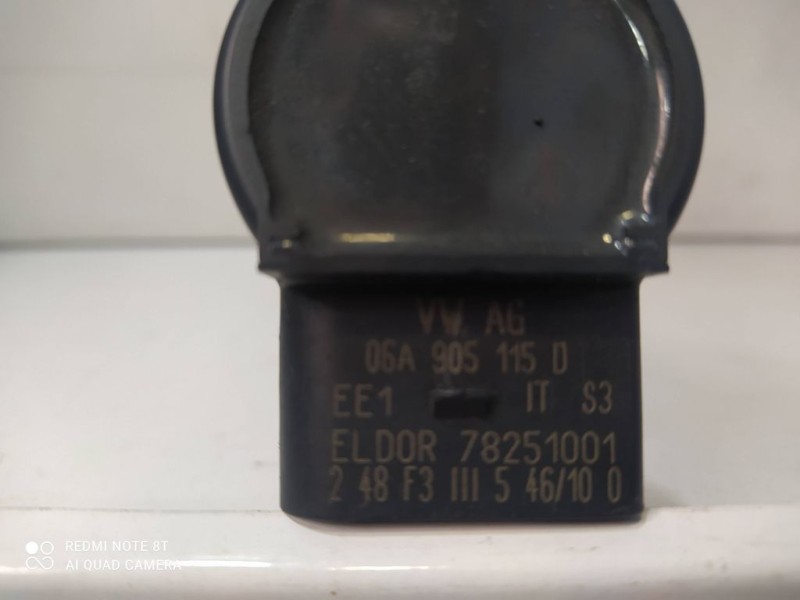 VW AG
06A 905 115 D
EE1 IT S3
ELDOR 78251001
2 48 F3 III 5 46/10 0
REDMI NOTE 8T
AI QUAD CAMERA